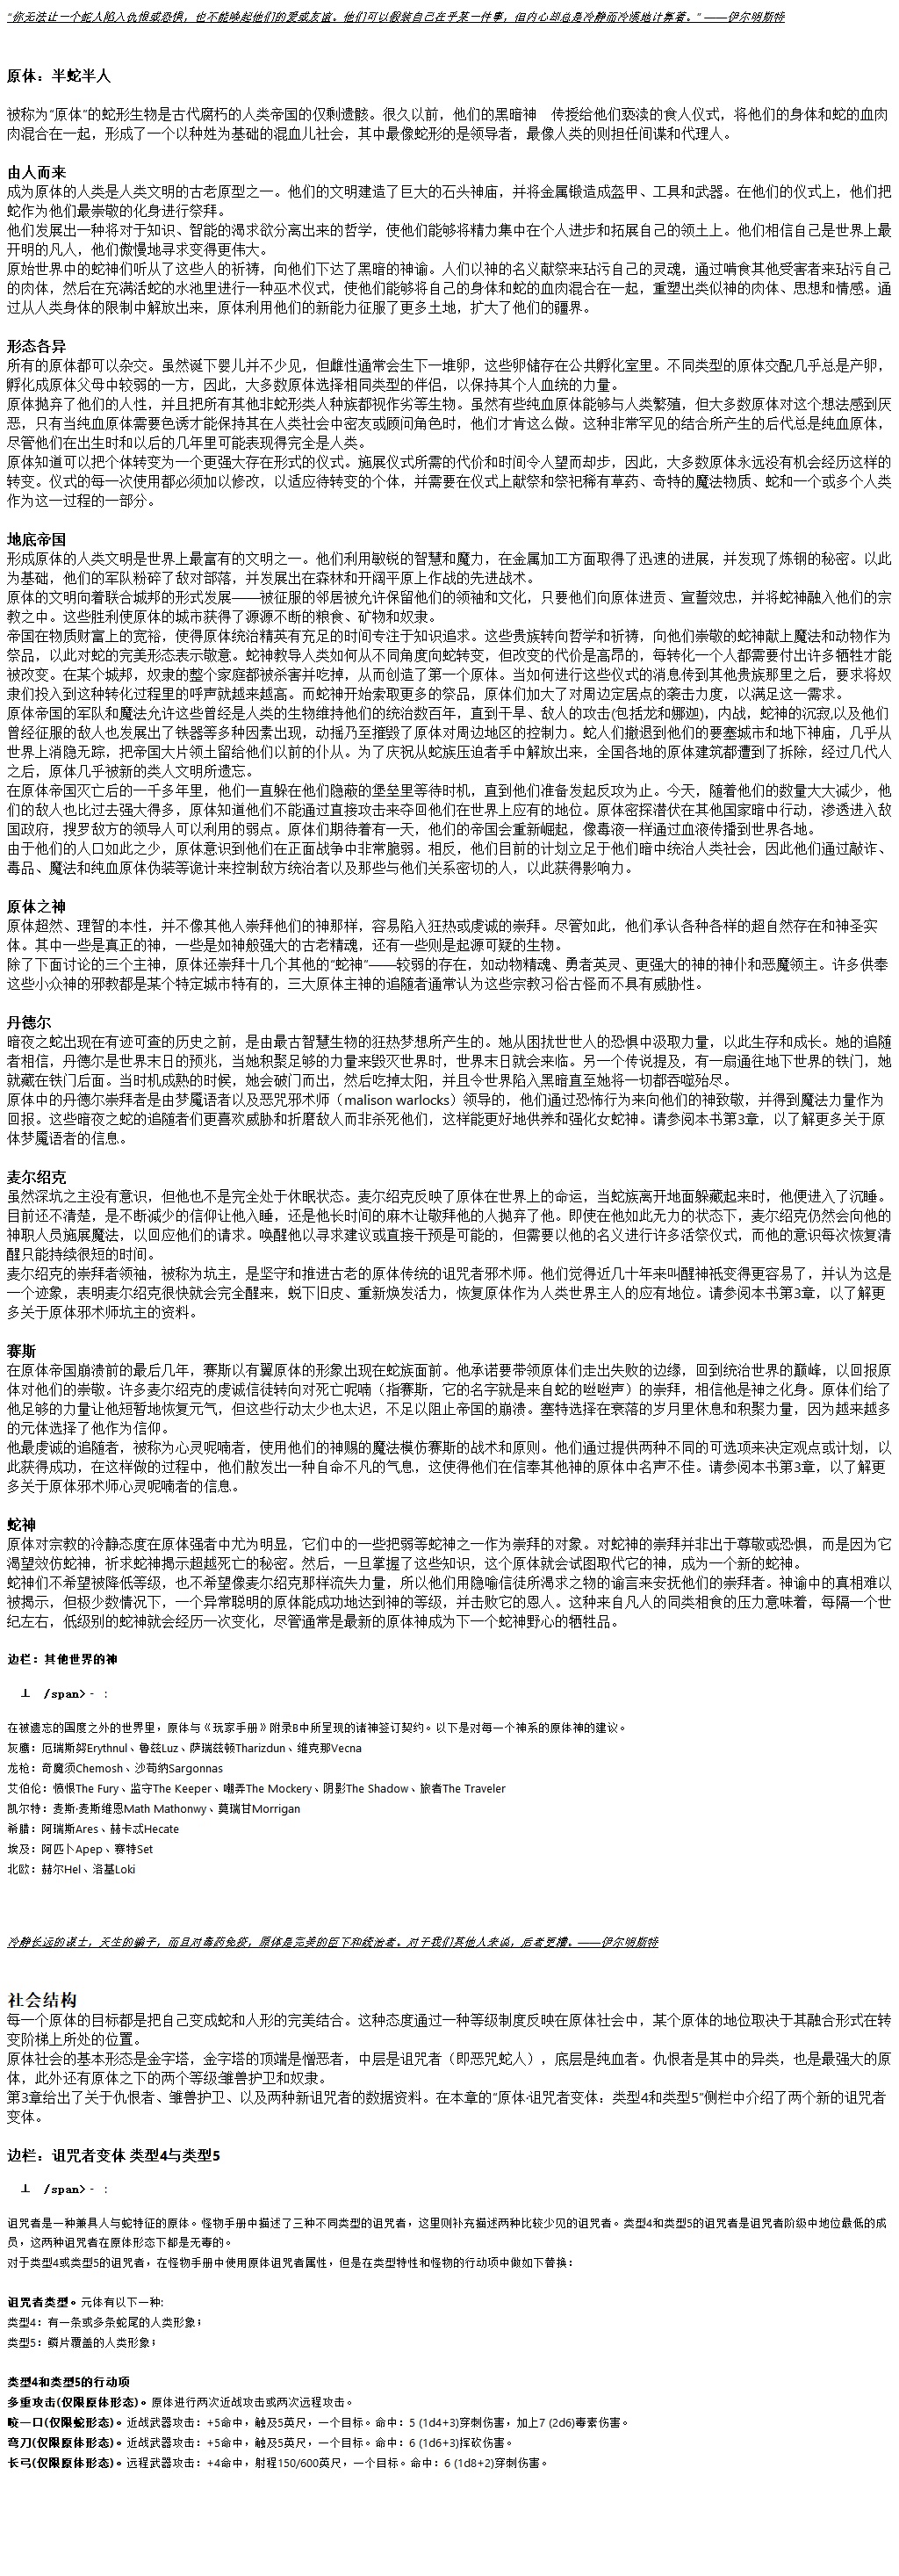 “你无法让一个蛇人陷入仇恨或恐惧，也不能唤起他们的爱或友谊。他们可以假装自己在乎某一件事，但内心却总是冷静而冷漠地计算着。” ——伊尔明斯特
原体：半蛇半人
被称为“原体”的蛇形生物是古代腐朽的人类帝国的仅剩遗骸。很久以前，他们的黑暗神　传授给他们亵渎的食人仪式，将他们的身体和蛇的血肉
肉混合在一起，形成了一个以种姓为基础的混血儿社会，其中最像蛇形的是领导者，最像人类的则担任间谍和代理人。
由人而来
成为原体的人类是人类文明的古老原型之一。他们的文明建造了巨大的石头神庙，并将金属锻造成盔甲、工具和武器。在他们的仪式上，他们把
蛇作为他们最崇敬的化身进行祭拜。
他们发展出一种将对于知识、智能的渴求欲分离出来的哲学，使他们能够将精力集中在个人进步和拓展自己的领土上。他们相信自己是世界上最
开明的凡人，他们傲慢地寻求变得更伟大。
原始世界中的蛇神们听从了这些人的祈祷，向他们下达了黑暗的神谕。人们以神的名义献祭来玷污自己的灵魂，通过啃食其他受害者来玷污自己
的肉体，然后在充满活蛇的水池里进行一种巫术仪式，使他们能够将自己的身体和蛇的血肉混合在一起，重塑出类似神的肉体、思想和情感。通
过从人类身体的限制中解放出来，原体利用他们的新能力征服了更多土地，扩大了他们的疆界。
形态各异
所有的原体都可以杂交。虽然诞下婴儿并不少见，但雌性通常会生下一堆卵，这些卵储存在公共孵化室里。不同类型的原体交配几乎总是产卵，
孵化成原体父母中较弱的一方，因此，大多数原体选择相同类型的伴侣，以保持其个人血统的力量。
原体抛弃了他们的人性，并且把所有其他非蛇形类人种族都视作劣等生物。虽然有些纯血原体能够与人类繁殖，但大多数原体对这个想法感到厌
恶，只有当纯血原体需要色诱才能保持其在人类社会中密友或顾问角色时，他们才肯这么做。这种非常罕见的结合所产生的后代总是纯血原体，
尽管他们在出生时和以后的几年里可能表现得完全是人类。
原体知道可以把个体转变为一个更强大存在形式的仪式。施展仪式所需的代价和时间令人望而却步，因此，大多数原体永远没有机会经历这样的
转变。仪式的每一次使用都必须加以修改，以适应待转变的个体，并需要在仪式上献祭和祭祀稀有草药、奇特的魔法物质、蛇和一个或多个人类
作为这一过程的一部分。
地底帝国
形成原体的人类文明是世界上最富有的文明之一。他们利用敏锐的智慧和魔力，在金属加工方面取得了迅速的进展，并发现了炼钢的秘密。以此
为基础，他们的军队粉碎了敌对部落，并发展出在森林和开阔平原上作战的先进战术。
原体的文明向着联合城邦的形式发展——被征服的邻居被允许保留他们的领袖和文化，只要他们向原体进贡、宣誓效忠，并将蛇神融入他们的宗
教之中。这些胜利使原体的城市获得了源源不断的粮食、矿物和奴隶。
帝国在物质财富上的宽裕，使得原体统治精英有充足的时间专注于知识追求。这些贵族转向哲学和祈祷，向他们崇敬的蛇神献上魔法和动物作为
祭品，以此对蛇的完美形态表示敬意。蛇神教导人类如何从不同角度向蛇转变，但改变的代价是高昂的，每转化一个人都需要付出许多牺牲才能
被改变。在某个城邦，奴隶的整个家庭都被杀害并吃掉，从而创造了第一个原体。当如何进行这些仪式的消息传到其他贵族那里之后，要求将奴
隶们投入到这种转化过程里的呼声就越来越高。而蛇神开始索取更多的祭品，原体们加大了对周边定居点的袭击力度，以满足这一需求。
原体帝国的军队和魔法允许这些曾经是人类的生物维持他们的统治数百年，直到干旱、敌人的攻击(包括龙和娜迦)，内战，蛇神的沉寂,以及他们
曾经征服的敌人也发展出了铁器等多种因素出现，动摇乃至摧毁了原体对周边地区的控制力。蛇人们撤退到他们的要塞城市和地下神庙，几乎从
世界上消隐无踪，把帝国大片领土留给他们以前的仆从。为了庆祝从蛇族压迫者手中解放出来，全国各地的原体建筑都遭到了拆除，经过几代人
之后，原体几乎被新的类人文明所遗忘。
在原体帝国灭亡后的一千多年里，他们一直躲在他们隐蔽的堡垒里等待时机，直到他们准备发起反攻为止。今天，随着他们的数量大大减少，他
们的敌人也比过去强大得多，原体知道他们不能通过直接攻击来夺回他们在世界上应有的地位。原体密探潜伏在其他国家暗中行动，渗透进入敌
国政府，搜罗敌方的领导人可以利用的弱点。原体们期待着有一天，他们的帝国会重新崛起，像毒液一样通过血液传播到世界各地。
由于他们的人口如此之少，原体意识到他们在正面战争中非常脆弱。相反，他们目前的计划立足于他们暗中统治人类社会，因此他们通过敲诈、
毒品、魔法和纯血原体伪装等诡计来控制敌方统治者以及那些与他们关系密切的人，以此获得影响力。
原体之神
原体超然、理智的本性，并不像其他人崇拜他们的神那样，容易陷入狂热或虔诚的崇拜。尽管如此，他们承认各种各样的超自然存在和神圣实
体。其中一些是真正的神，一些是如神般强大的古老精魂，还有一些则是起源可疑的生物。
除了下面讨论的三个主神，原体还崇拜十几个其他的“蛇神”——较弱的存在，如动物精魂、勇者英灵、更强大的神的神仆和恶魔领主。许多供奉
这些小众神的邪教都是某个特定城市特有的，三大原体主神的追随者通常认为这些宗教习俗古怪而不具有威胁性。
丹德尔
暗夜之蛇出现在有迹可查的历史之前，是由最古智慧生物的狂热梦想所产生的。她从困扰世世人的恐惧中汲取力量，以此生存和成长。她的追随
者相信，丹德尔是世界末日的预兆，当她积聚足够的力量来毁灭世界时，世界末日就会来临。另一个传说提及，有一扇通往地下世界的铁门，她
就藏在铁门后面。当时机成熟的时候，她会破门而出，然后吃掉太阳，并且令世界陷入黑暗直至她将一切都吞噬殆尽。
原体中的丹德尔崇拜者是由梦魇语者以及恶咒邪术师（malison warlocks）领导的，他们通过恐怖行为来向他们的神致敬，并得到魔法力量作为
回报。这些暗夜之蛇的追随者们更喜欢威胁和折磨敌人而非杀死他们，这样能更好地供养和强化女蛇神。请参阅本书第3章，以了解更多关于原
体梦魇语者的信息。
麦尔绍克
虽然深坑之主没有意识，但他也不是完全处于休眠状态。麦尔绍克反映了原体在世界上的命运，当蛇族离开地面躲藏起来时，他便进入了沉睡。
目前还不清楚，是不断减少的信仰让他入睡，还是他长时间的麻木让敬拜他的人抛弃了他。即使在他如此无力的状态下，麦尔绍克仍然会向他的
神职人员施展魔法，以回应他们的请求。唤醒他以寻求建议或直接干预是可能的，但需要以他的名义进行许多活祭仪式，而他的意识每次恢复清
醒只能持续很短的时间。
麦尔绍克的崇拜者领袖，被称为坑主，是坚守和推进古老的原体传统的诅咒者邪术师。他们觉得近几十年来叫醒神祇变得更容易了，并认为这是
一个迹象，表明麦尔绍克很快就会完全醒来，蜕下旧皮、重新焕发活力，恢复原体作为人类世界主人的应有地位。请参阅本书第3章，以了解更
多关于原体邪术师坑主的资料。
赛斯
在原体帝国崩溃前的最后几年，赛斯以有翼原体的形象出现在蛇族面前。他承诺要带领原体们走出失败的边缘，回到统治世界的巅峰，以回报原
体对他们的崇敬。许多麦尔绍克的虔诚信徒转向对死亡呢喃（指赛斯，它的名字就是来自蛇的咝咝声）的崇拜，相信他是神之化身。原体们给了
他足够的力量让他短暂地恢复元气，但这些行动太少也太迟，不足以阻止帝国的崩溃。塞特选择在衰落的岁月里休息和积聚力量，因为越来越多
的元体选择了他作为信仰。
他最虔诚的追随者，被称为心灵呢喃者，使用他们的神赐的魔法模仿赛斯的战术和原则。他们通过提供两种不同的可选项来决定观点或计划，以
此获得成功，在这样做的过程中，他们散发出一种自命不凡的气息，这使得他们在信奉其他神的原体中名声不佳。请参阅本书第3章，以了解更
多关于原体邪术师心灵呢喃者的信息。
蛇神
原体对宗教的冷静态度在原体强者中尤为明显，它们中的一些把弱等蛇神之一作为崇拜的对象。对蛇神的崇拜并非出于尊敬或恐惧，而是因为它
渴望效仿蛇神，祈求蛇神揭示超越死亡的秘密。然后，一旦掌握了这些知识，这个原体就会试图取代它的神，成为一个新的蛇神。
蛇神们不希望被降低等级，也不希望像麦尔绍克那样流失力量，所以他们用隐喻信徒所渴求之物的谕言来安抚他们的崇拜者。神谕中的真相难以
被揭示，但极少数情况下，一个异常聪明的原体能成功地达到神的等级，并击败它的恩人。这种来自凡人的同类相食的压力意味着，每隔一个世
纪左右，低级别的蛇神就会经历一次变化，尽管通常是最新的原体神成为下一个蛇神野心的牺牲品。
边栏：其他世界的神
⊥ /span>- :
在被遗忘的国度之外的世界里，原体与《玩家手册》附录B中所呈现的诸神签订契约。以下是对每一个神系的原体神的建议。
灰鹰：厄瑞斯努Erythnul、鲁兹Luz、萨瑞兹顿Tharizdun、维克那Vecna
龙枪：奇魔须Chemosh、沙苟纳Sargonnas
艾伯伦：愤恨The Fury、监守The Keeper、嘲弄The Mockery、阴影The Shadow、旅者The Traveler
凯尔特：麦斯·麦斯维恩Math Mathonwy、莫瑞甘Morrigan
希腊：阿瑞斯Ares、赫卡忒Hecate
埃及：阿匹卜Apep、赛特Set
北欧：赫尔Hel、洛基Loki
冷静长远的谋士，天生的骗子，而且对毒药免疫，原体是完美的臣下和统治者。对于我们其他人来说，后者更糟。——伊尔明斯特
社会结构
每一个原体的目标都是把自己变成蛇和人形的完美结合。这种态度通过一种等级制度反映在原体社会中，某个原体的地位取决于其融合形式在转
变阶梯上所处的位置。
原体社会的基本形态是金字塔，金字塔的顶端是憎恶者，中层是诅咒者（即恶咒蛇人），底层是纯血者。仇恨者是其中的异类，也是最强大的原
体，此外还有原体之下的两个等级:雏兽护卫和奴隶。
第3章给出了关于仇恨者、雏兽护卫、以及两种新诅咒者的数据资料。在本章的“原体·诅咒者变体：类型4和类型5”侧栏中介绍了两个新的诅咒者
变体。
边栏：诅咒者变体 类型4与类型5
⊥ /span>- :
诅咒者是一种兼具人与蛇特征的原体。怪物手册中描述了三种不同类型的诅咒者，这里则补充描述两种比较少见的诅咒者。类型4和类型5的诅咒者是诅咒者阶级中地位最低的成
员，这两种诅咒者在原体形态下都是无毒的。
对于类型4或类型5的诅咒者，在怪物手册中使用原体诅咒者属性，但是在类型特性和怪物的行动项中做如下替换：
诅咒者类型。元体有以下一种:
类型4：有一条或多条蛇尾的人类形象；
类型5：鳞片覆盖的人类形象；
类型4和类型5的行动项
多重攻击(仅限原体形态)。原体进行两次近战攻击或两次远程攻击。
咬一口(仅限蛇形态)。近战武器攻击：+5命中，触及5英尺，一个目标。命中：5 (1d4+3)穿刺伤害，加上7 (2d6)毒素伤害。
弯刀(仅限原体形态)。近战武器攻击：+5命中，触及5英尺，一个目标。命中：6 (1d6+3)挥砍伤害。
长弓(仅限原体形态)。远程武器攻击：+4命中，射程150/600英尺，一个目标。命中：6 (1d8+2)穿刺伤害。